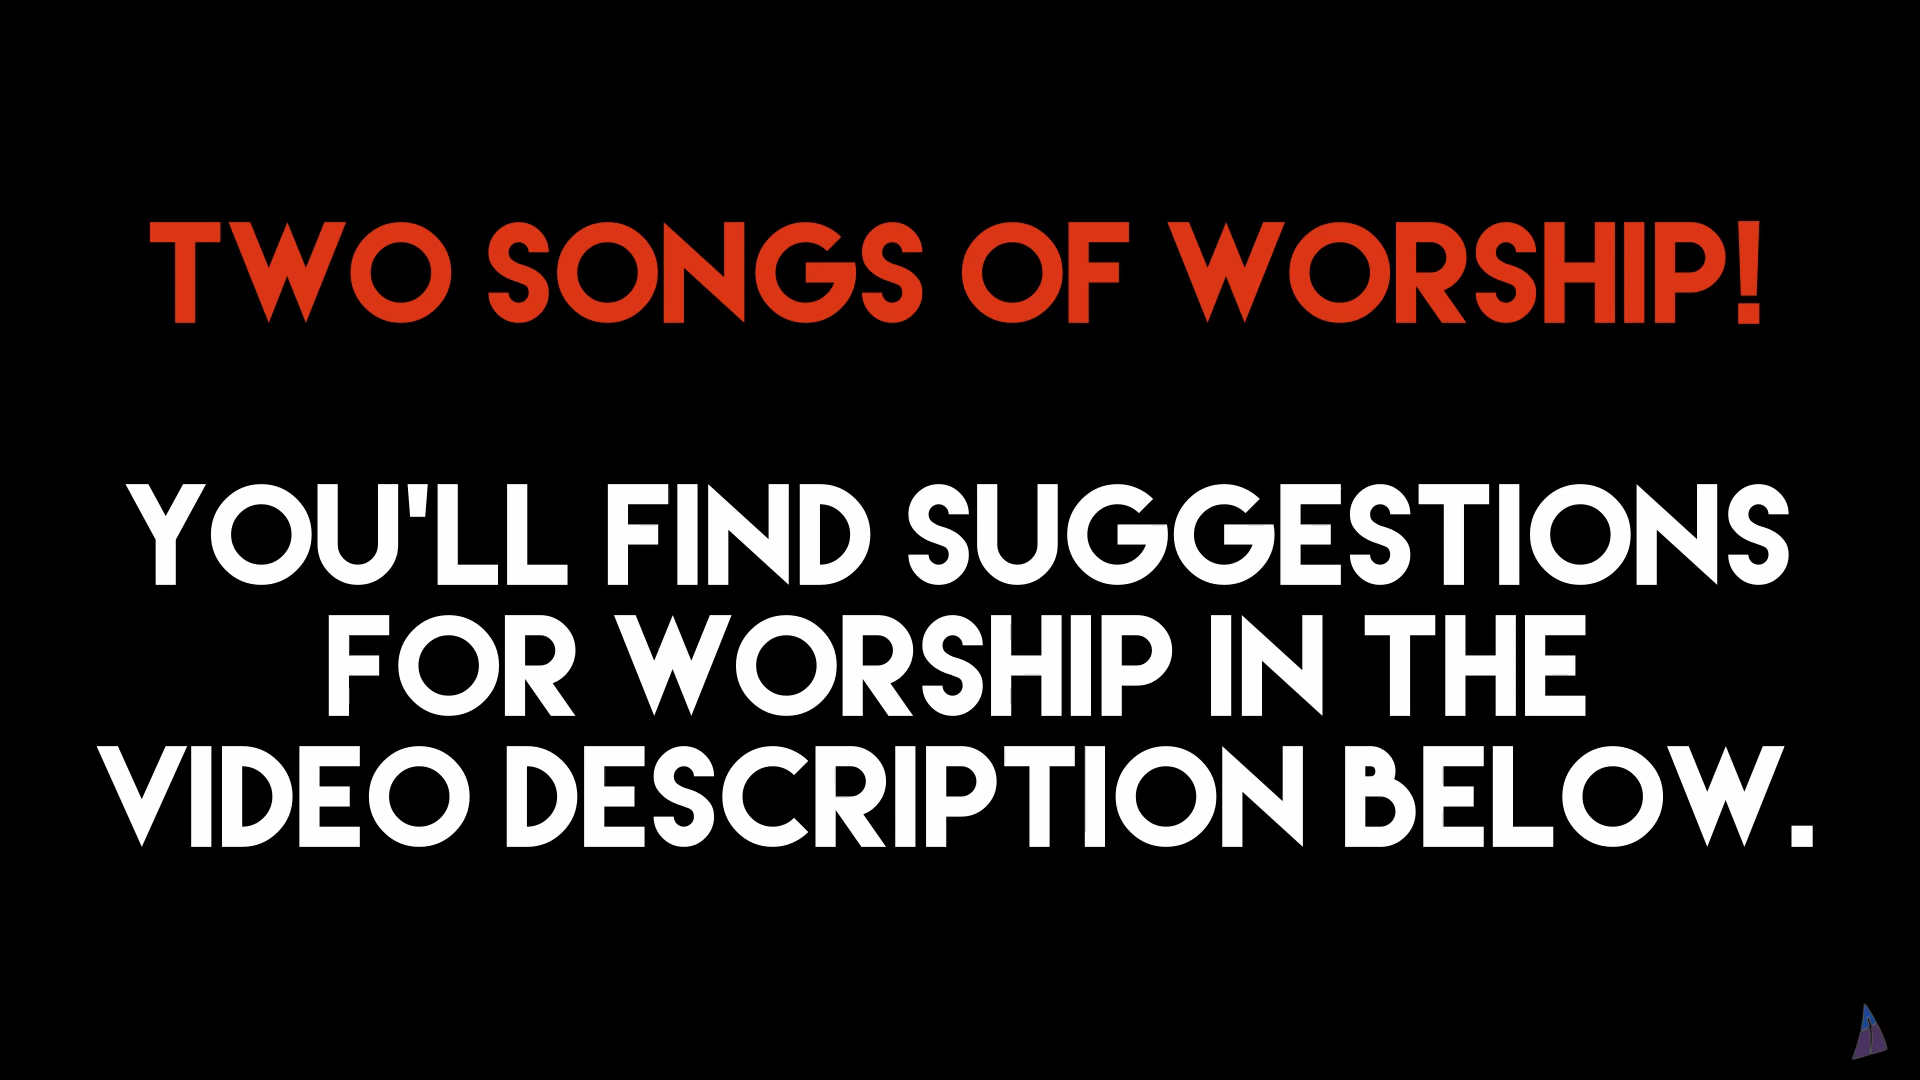 TWO SONGS OF WORSHIP!
YOU'LL FIND SUGGESTIONS
FOR WORSHIP IN THE
VIDEO DESCRIPTION BELOW.